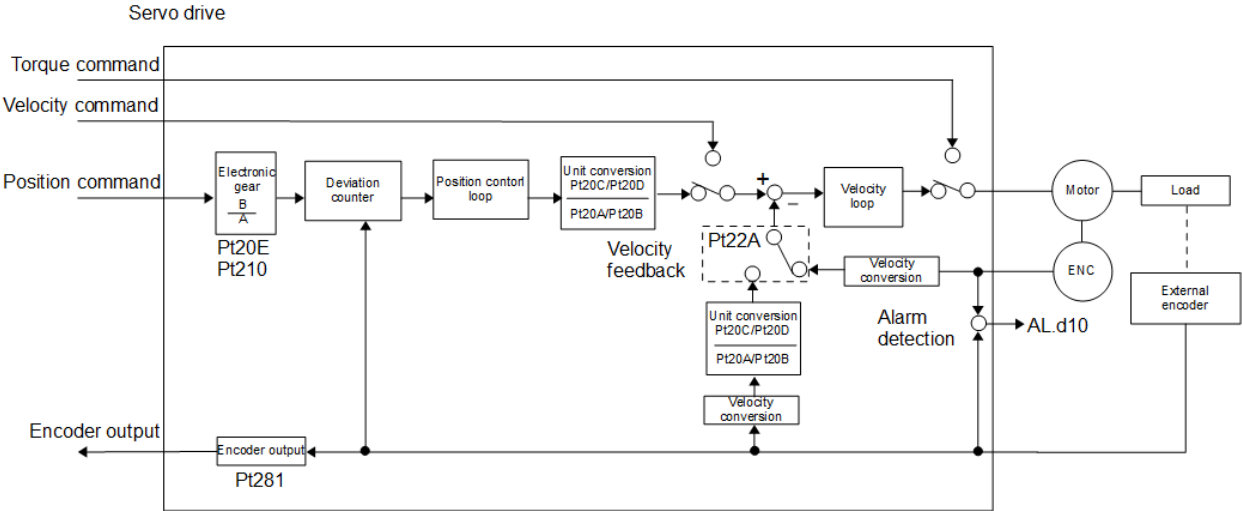 Servo drive
Torque command
Velocity command
Position command
Electronic
gear
B
A
Pt20E
Pt210
Deviation
counter
Position contorl
loop
Unit conversion
Pt20C/Pt20D
Pt20A/Pt20B
+
−
Velocity
loop
Motor
Load
Velocity
feedback
Pt22A
Velocity
conversion
ENC
External
encoder
Unit conversion
Pt20C/Pt20D
Pt20A/Pt20B
Alarm
detection
AL.d10
Velocity
conversion
Encoder output
Encoder output
Pt281